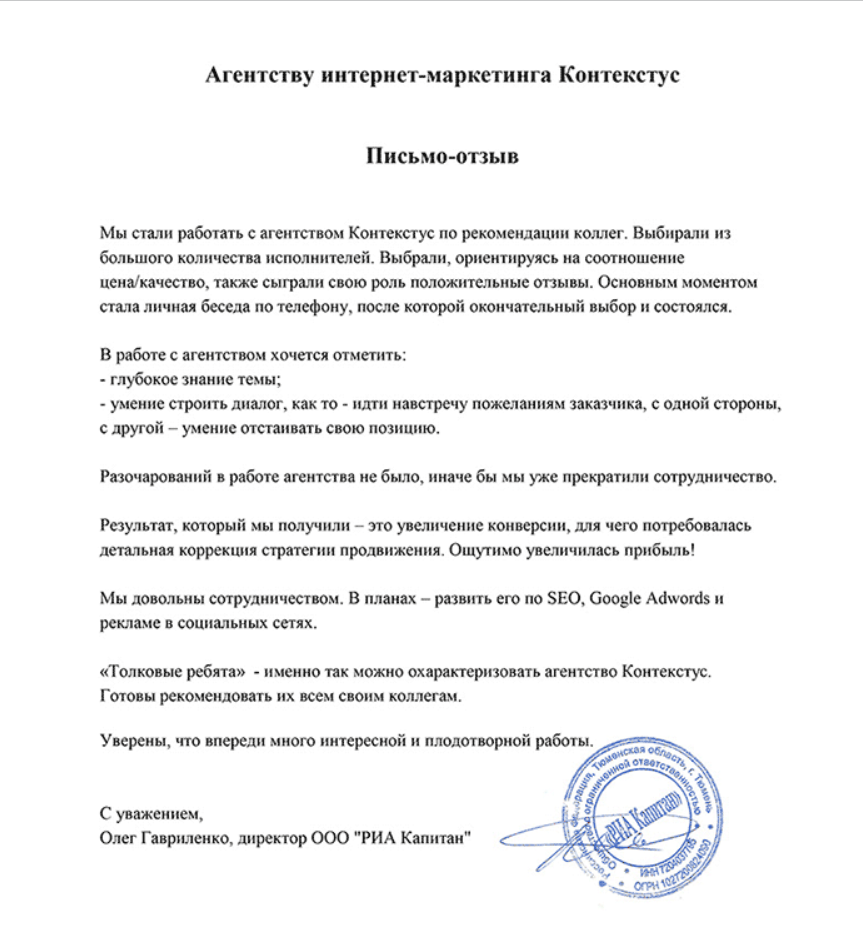 Агентству интернет-маркетинга Контекстус
Письмо-отзыв
Мы стали работать с агентством Контекстус по рекомендации коллег. Выбирали из
большого количества исполнителей. Выбрали, ориентируясь на соотношение
цена/качество, также сыграли свою роль положительные отзывы. Основным моментом
стала личная беседа по телефону, после которой окончательный выбор и состоялся.
В работе с агентством хочется отметить:
- глубокое знание темы;
- умение строить диалог, как то - идти навстречу пожеланиям заказчика, с одной стороны,
с другой – умение отстаивать свою позицию.
Разочарований в работе агентства не было, иначе бы мы уже прекратили сотрудничество.
Результат, который мы получили – это увеличение конверсии, для чего потребовалась
детальная коррекция стратегии продвижения. Ощутимо увеличилась прибыль!
Мы довольны сотрудничеством. В планах – развить его по SEO, Google Adwords и
рекламе в социальных сетях.
«Толковые ребята» - именно так можно охарактеризовать агентство Контекстус.
Готовы рекомендовать их всем своим коллегам.
Уверены, что впереди много интересной и плодотворной работы.
С уважением,
Олег Гавриленко, директор ООО "РИА Капитан"
Российская Федерация, Тюменская область, г. Тюмень
Общество с ограниченной ответственностью
«РИА Капитан»
ИНН
ОГРН 1027200824090